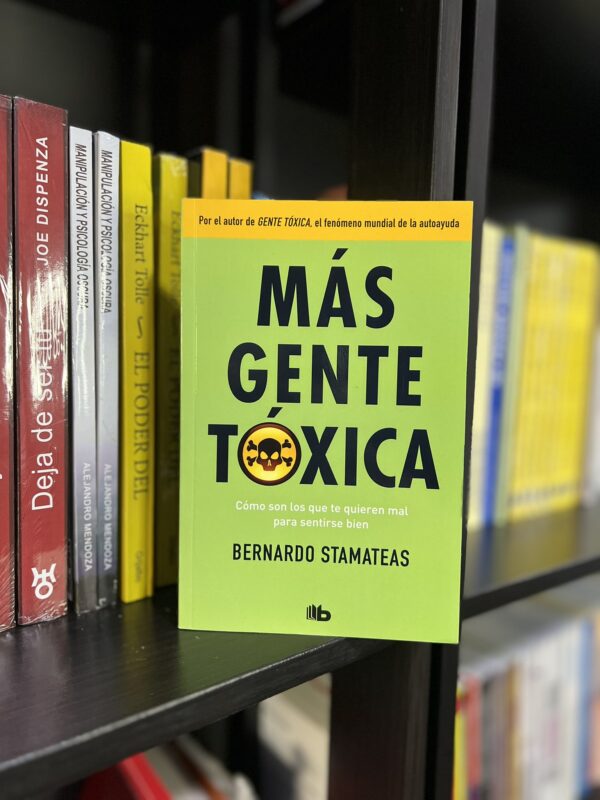 JOE DISPENZA
Deja de ser tú
MANIPULACIÓN Y PSICOLOGÍA OSCURA
ALEJANDRO MENDOZA
MANIPULACIÓN Y PSICOLOGÍA OSCURA
ALEJANDRO MENDOZA
Eckhart Tolle
EL PODER DEL
Eckhart
Por el autor de GENTE TÓXICA, el fenómeno mundial de la autoayuda
MÁS
GENTE
TÓXICA
Cómo son los que te quieren mal
para sentirse bien
BERNARDO STAMATEAS
b